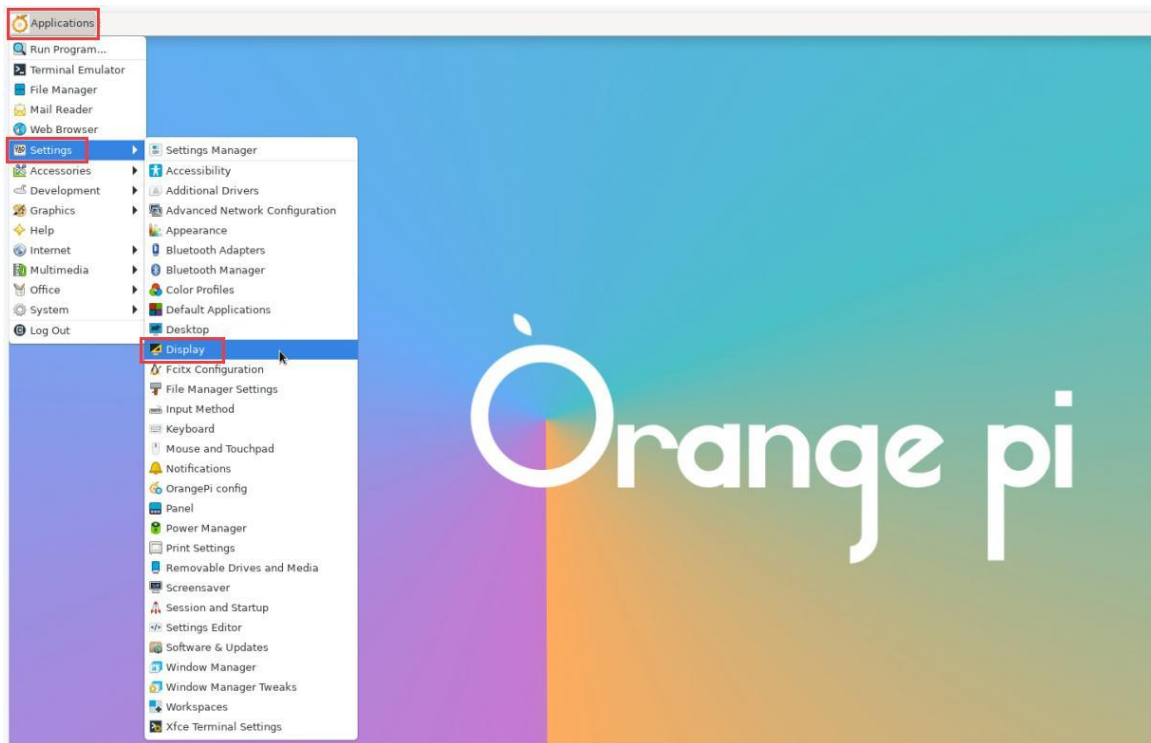 Applications
Run Program...
Terminal Emulator
File Manager
Mail Reader
Web Browser
Settings
Accessories
Development
Graphics
Help
Internet
Multimedia
Office
System
Log Out
Settings Manager
Accessibility
Additional Drivers
Advanced Network Configuration
Appearance
Bluetooth Adapters
Bluetooth Manager
Color Profiles
Default Applications
Desktop
Display
Fcitx Configuration
File Manager Settings
Input Method
Keyboard
Mouse and Touchpad
Notifications
OrangePi config
Panel
Power Manager
Print Settings
Removable Drives and Media
Screensaver
Session and Startup
Settings Editor
Software & Updates
Window Manager
Window Manager Tweaks
Workspaces
Xfce Terminal Settings
Orange pi